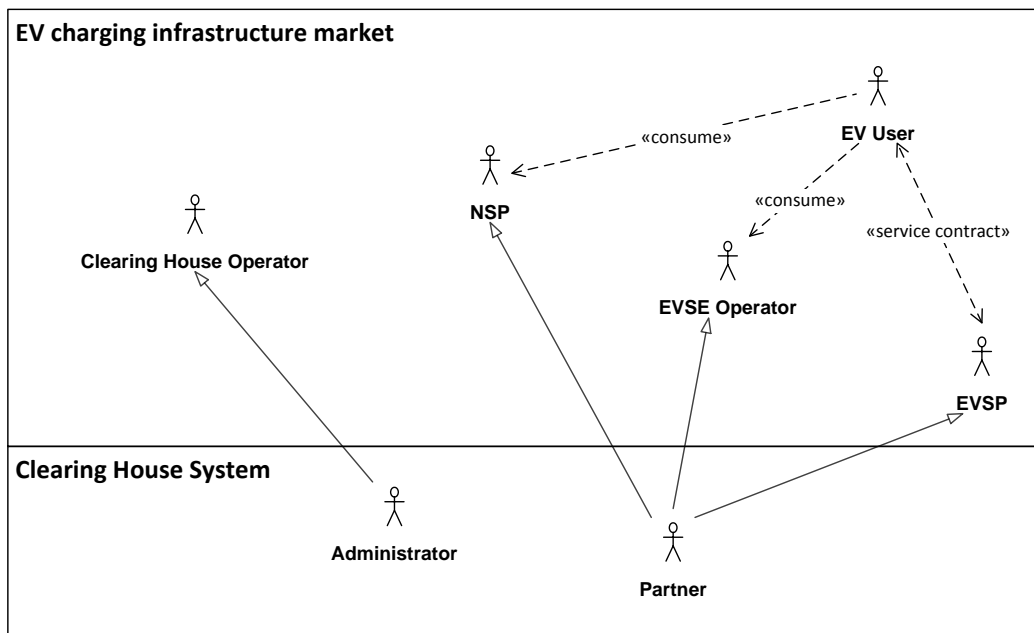 EV charging infrastructure market
EV User
«consume»
NSP
«consume»
«service contract»
Clearing House Operator
EVSE Operator
EVSP
Clearing House System
Administrator
Partner